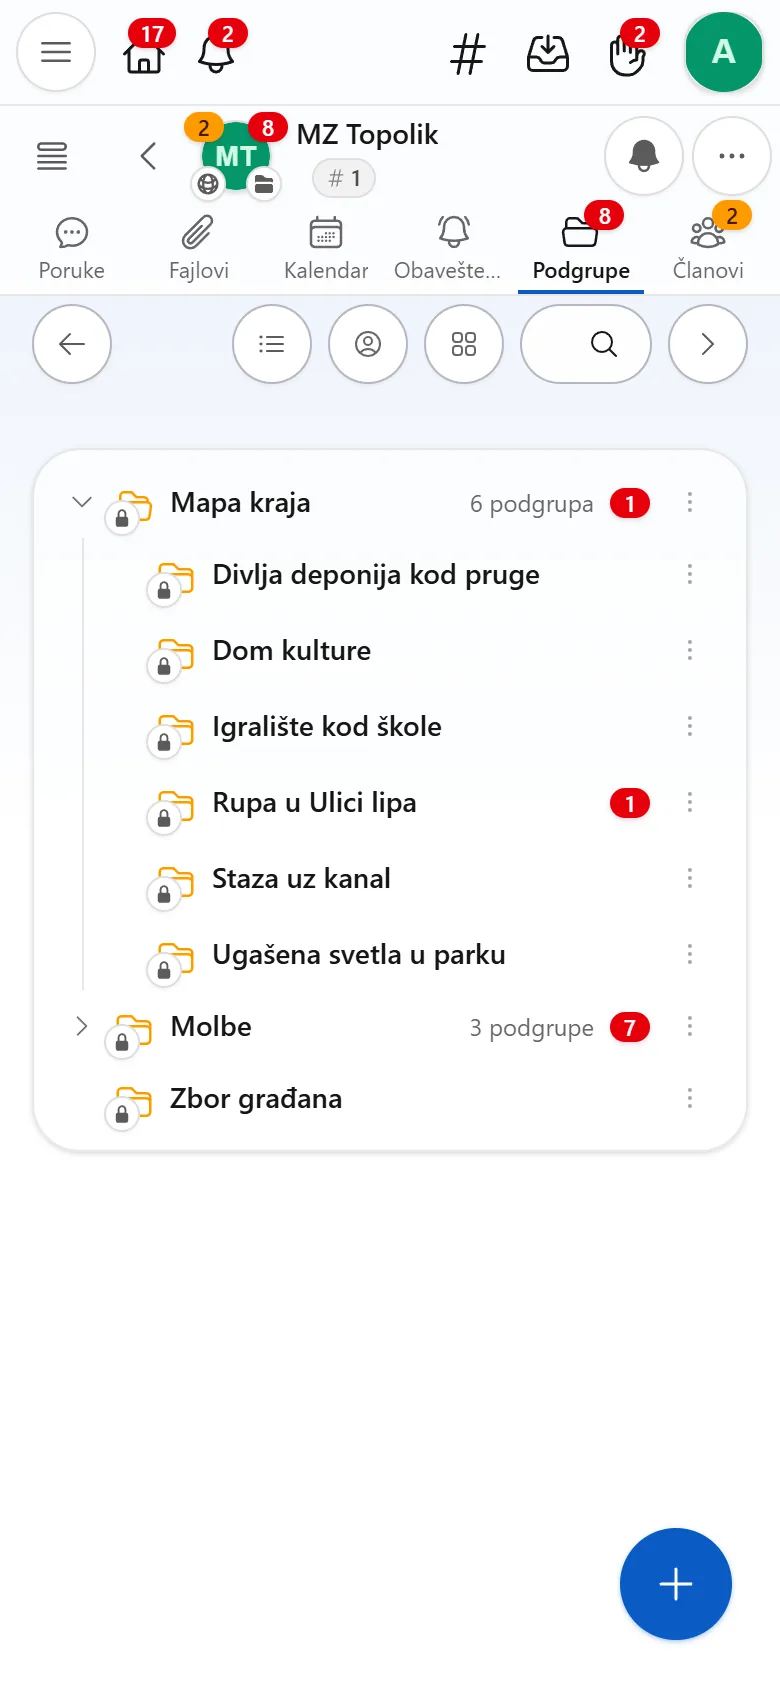 17
2
2
A
2
8
MT
MZ Topolik
# 1
Poruke
Fajlovi
Kalendar
Obavešte...
8
Podgrupe
2
Članovi
Mapa kraja
6 podgrupa
1
Divlja deponija kod pruge
Dom kulture
Igralište kod škole
Rupa u Ulici lipa
1
Staza uz kanal
Ugašena svetla u parku
Molbe
3 podgrupe
7
Zbor građana